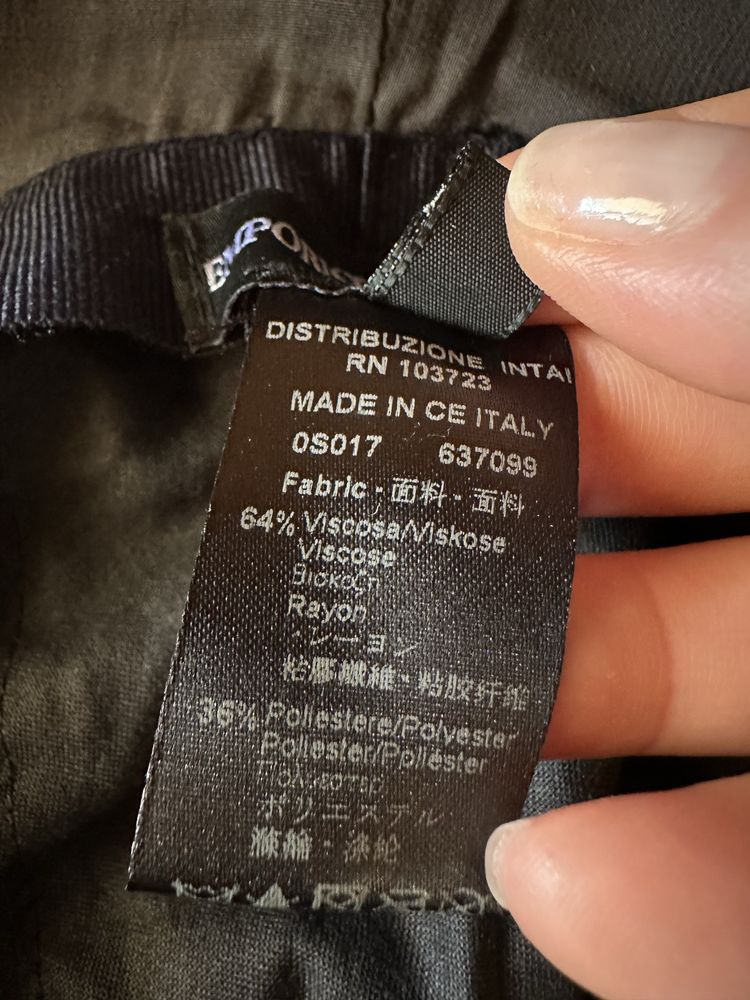 EMPORIO
DISTRIBUZIONE INTAI
RN 103723
MADE IN CE ITALY
0S017 637099
Fabric - 面料 - 面料
64% Viscosa/Viskose
Viscose
Βισκοζη
Rayon
レーヨン
粘膠纖維 · 粘胶纤维
36% Poliestere/Polyester
Poliester/Poliéster
ポリエステル
滌綸 · 涤纶